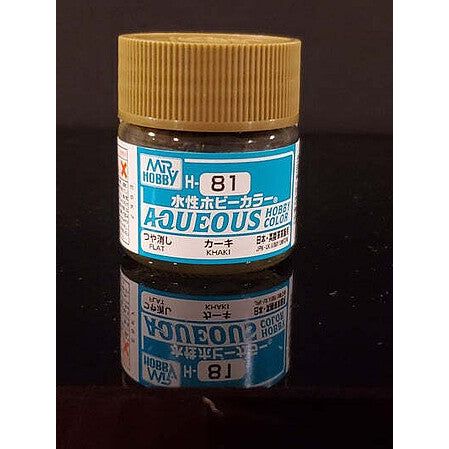 MR
HOBBY
H-81
水性ホビーカラー®
AQUEOUS HOBBY
COLOR
つや消し カーキ
FLAT KHAKI